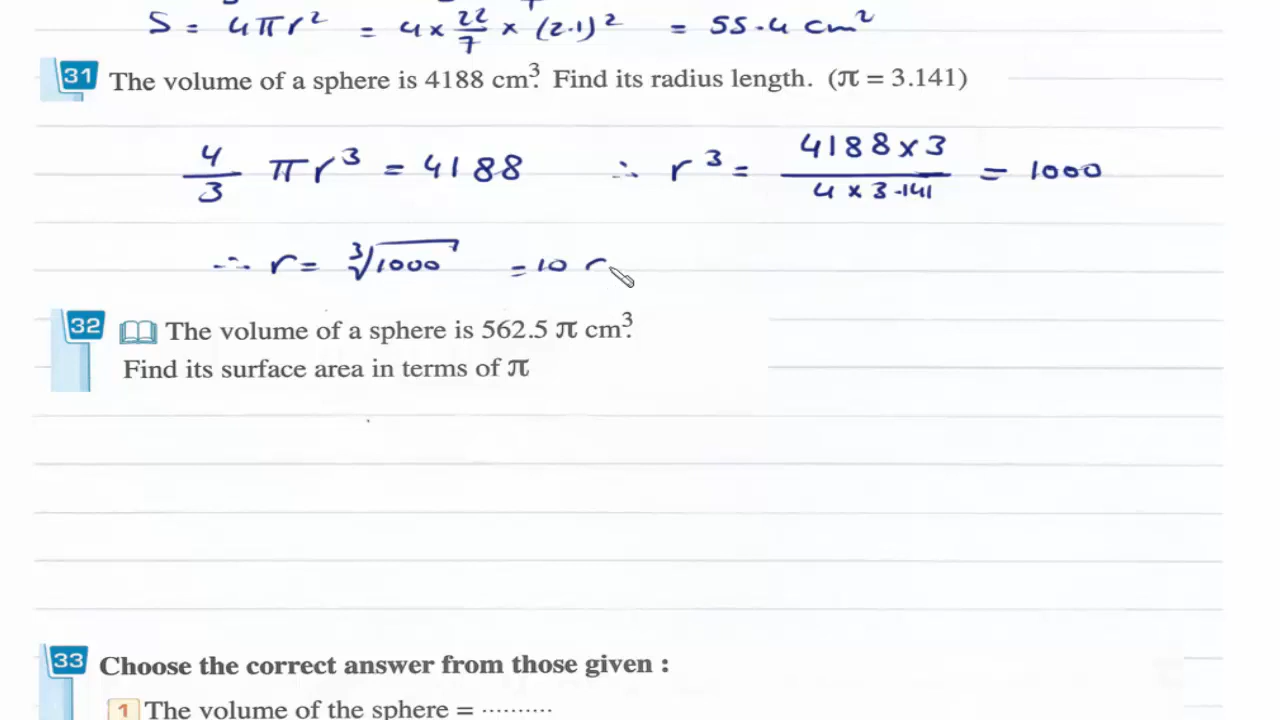 S = 4πr² = 4 × 22/7 × (2.1)² = 55.4 cm²
31 The volume of a sphere is 4188 cm³. Find its radius length. (π = 3.141)
4/3 πr³ = 4188 ∴ r³ = (4188 × 3)/(4 × 3.141) = 1000
∴ r = ∛1000 = 10
32 The volume of a sphere is 562.5 π cm³.
Find its surface area in terms of π
33 Choose the correct answer from those given :
1 The volume of the sphere = ··········